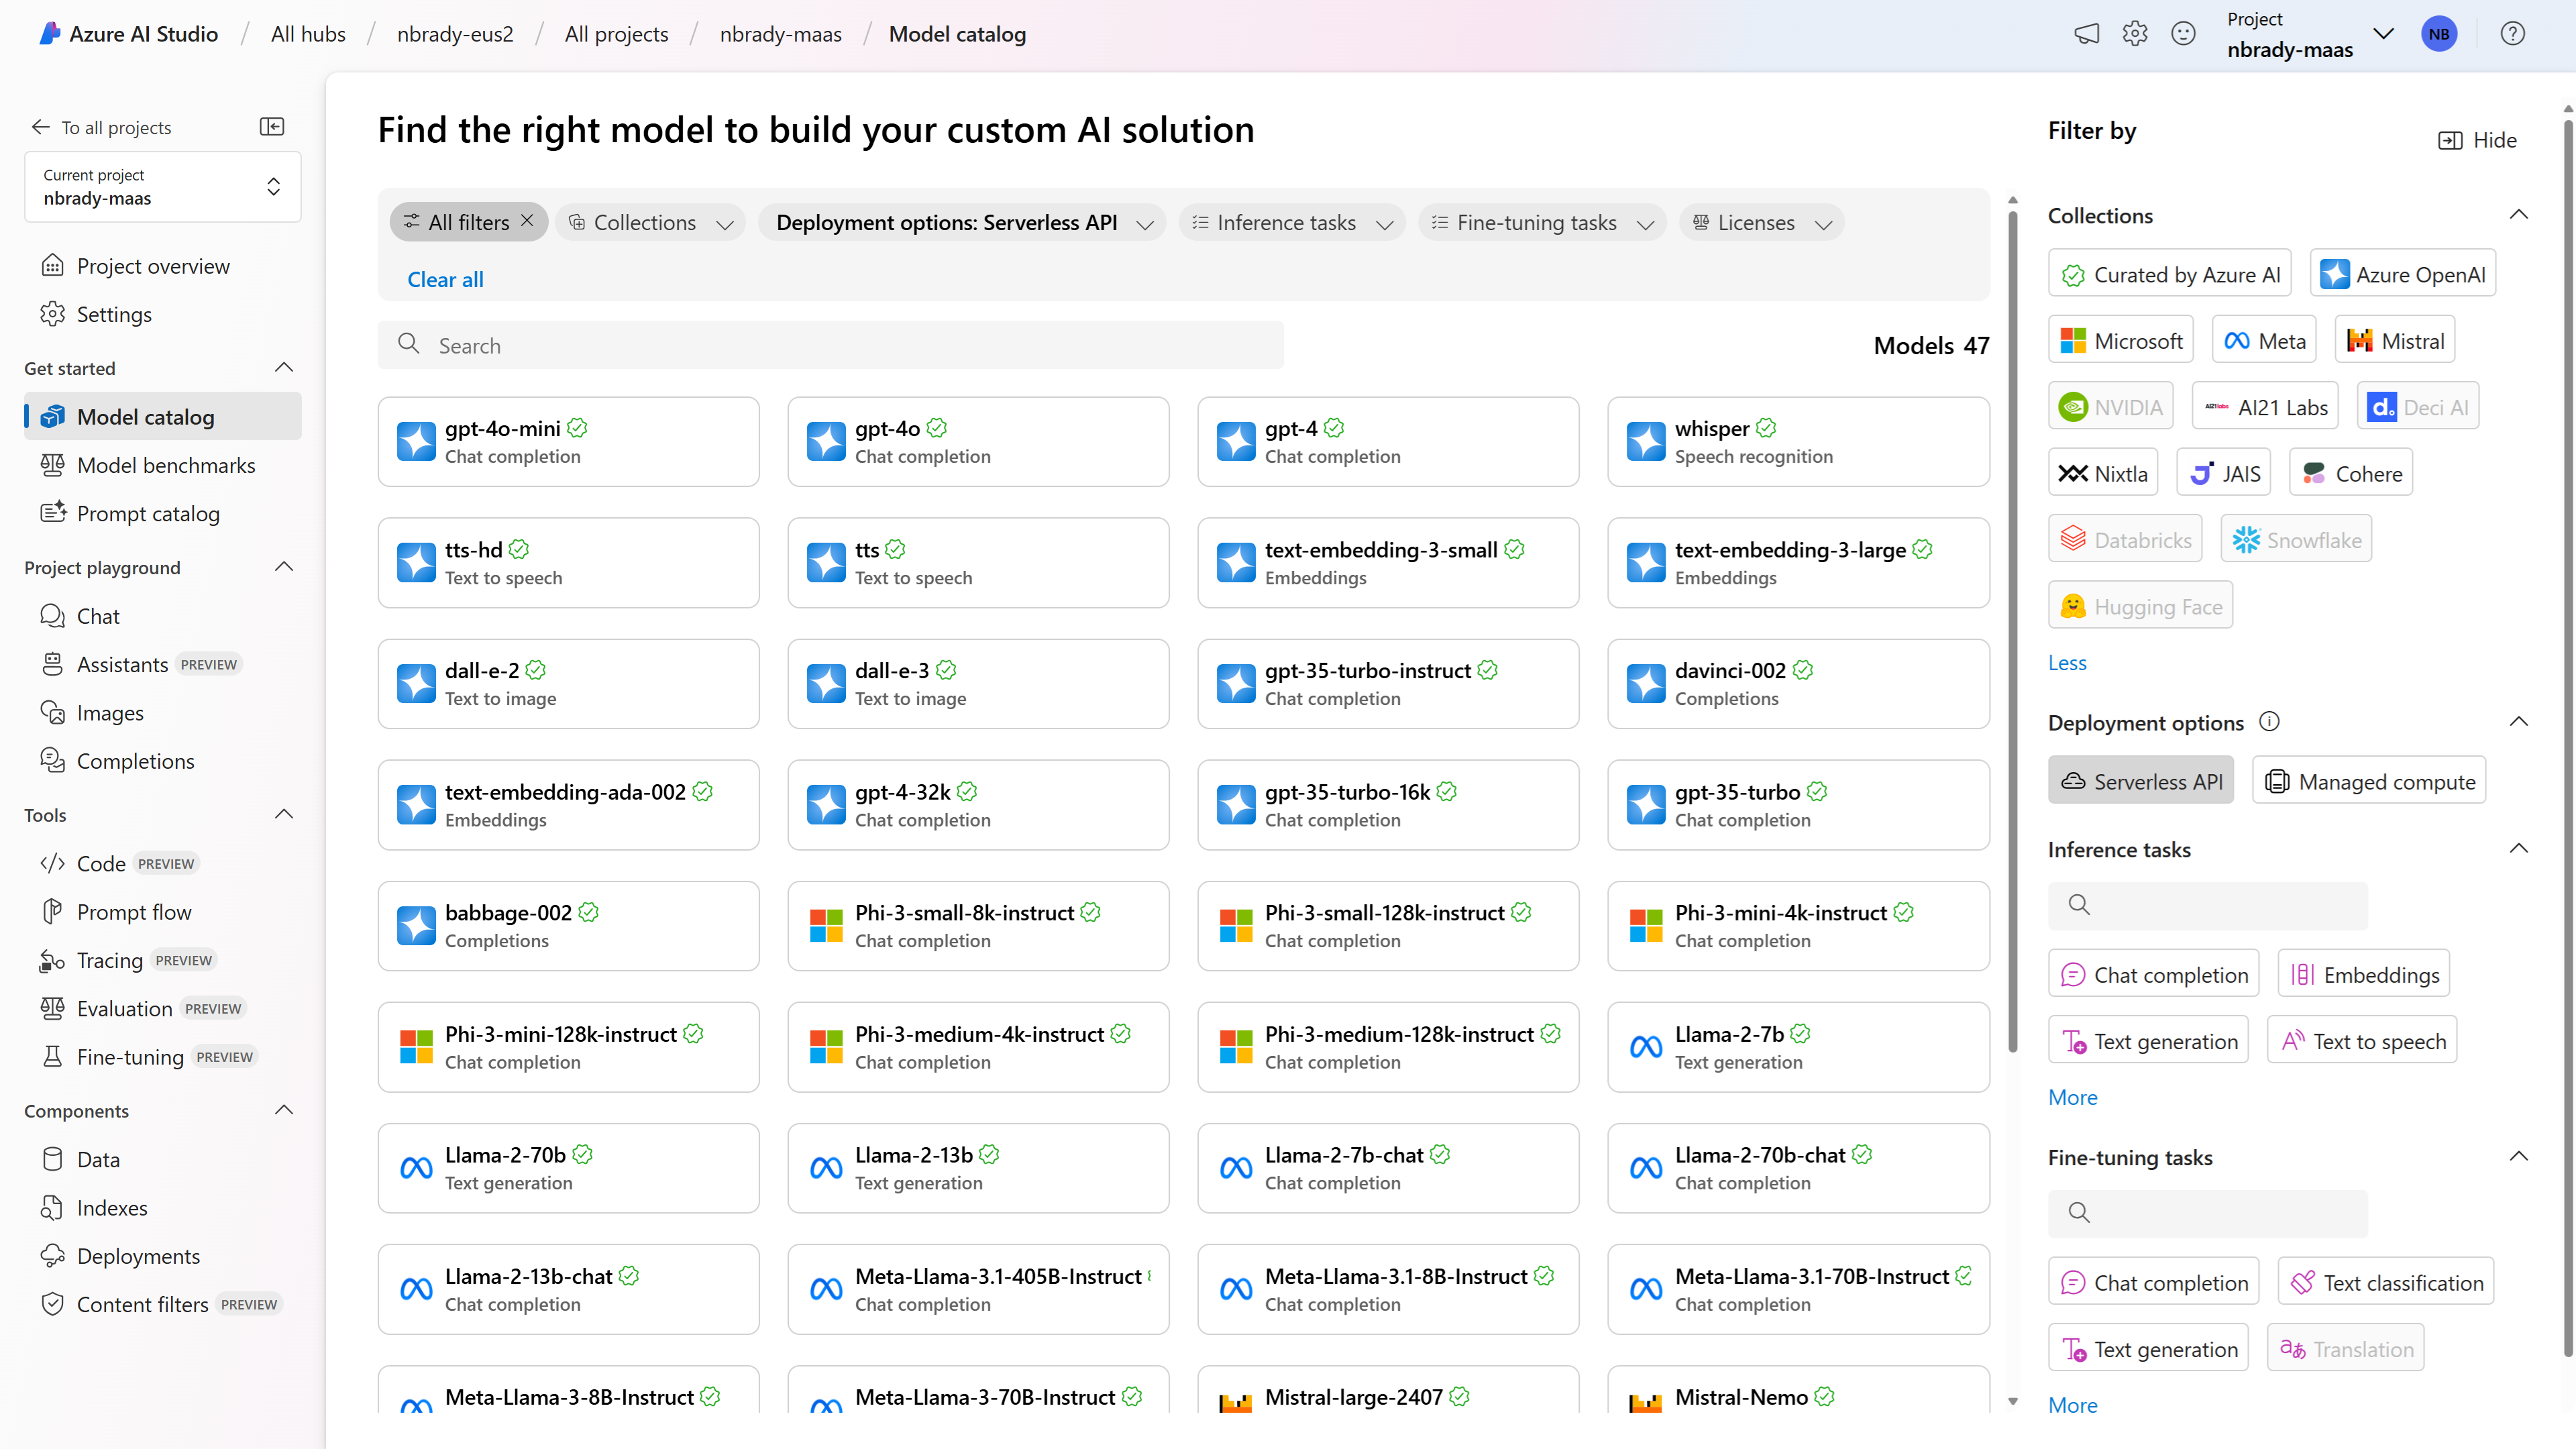 Azure AI Studio / All hubs / nbrady-eus2 / All projects / nbrady-maas / Model catalog
Project
nbrady-maas
NB
To all projects
Current project
nbrady-maas
Project overview
Settings
Get started
Model catalog
Model benchmarks
Prompt catalog
Project playground
Chat
Assistants PREVIEW
Images
Completions
Tools
Code PREVIEW
Prompt flow
Tracing PREVIEW
Evaluation PREVIEW
Fine-tuning PREVIEW
Components
Data
Indexes
Deployments
Content filters PREVIEW
Find the right model to build your custom AI solution
All filters Collections Deployment options: Serverless API Inference tasks Fine-tuning tasks Licenses
Clear all
Search
Models 47
gpt-4o-mini
Chat completion
gpt-4o
Chat completion
gpt-4
Chat completion
whisper
Speech recognition
tts-hd
Text to speech
tts
Text to speech
text-embedding-3-small
Embeddings
text-embedding-3-large
Embeddings
dall-e-2
Text to image
dall-e-3
Text to image
gpt-35-turbo-instruct
Chat completion
davinci-002
Completions
text-embedding-ada-002
Embeddings
gpt-4-32k
Chat completion
gpt-35-turbo-16k
Chat completion
gpt-35-turbo
Chat completion
babbage-002
Completions
Phi-3-small-8k-instruct
Chat completion
Phi-3-small-128k-instruct
Chat completion
Phi-3-mini-4k-instruct
Chat completion
Phi-3-mini-128k-instruct
Chat completion
Phi-3-medium-4k-instruct
Chat completion
Phi-3-medium-128k-instruct
Chat completion
Llama-2-7b
Text generation
Llama-2-70b
Text generation
Llama-2-13b
Text generation
Llama-2-7b-chat
Chat completion
Llama-2-70b-chat
Chat completion
Llama-2-13b-chat
Chat completion
Meta-Llama-3.1-405B-Instruct
Chat completion
Meta-Llama-3.1-8B-Instruct
Chat completion
Meta-Llama-3.1-70B-Instruct
Chat completion
Meta-Llama-3-8B-Instruct
Meta-Llama-3-70B-Instruct
Mistral-large-2407
Mistral-Nemo
Filter by
Hide
Collections
Curated by Azure AI Azure OpenAI
Microsoft Meta Mistral
NVIDIA AI21labs AI21 Labs d. Deci AI
Nixtla JAIS Cohere
Databricks Snowflake
Hugging Face
Less
Deployment options
Serverless API Managed compute
Inference tasks
Chat completion Embeddings
Text generation Text to speech
More
Fine-tuning tasks
Chat completion Text classification
Text generation Translation
More